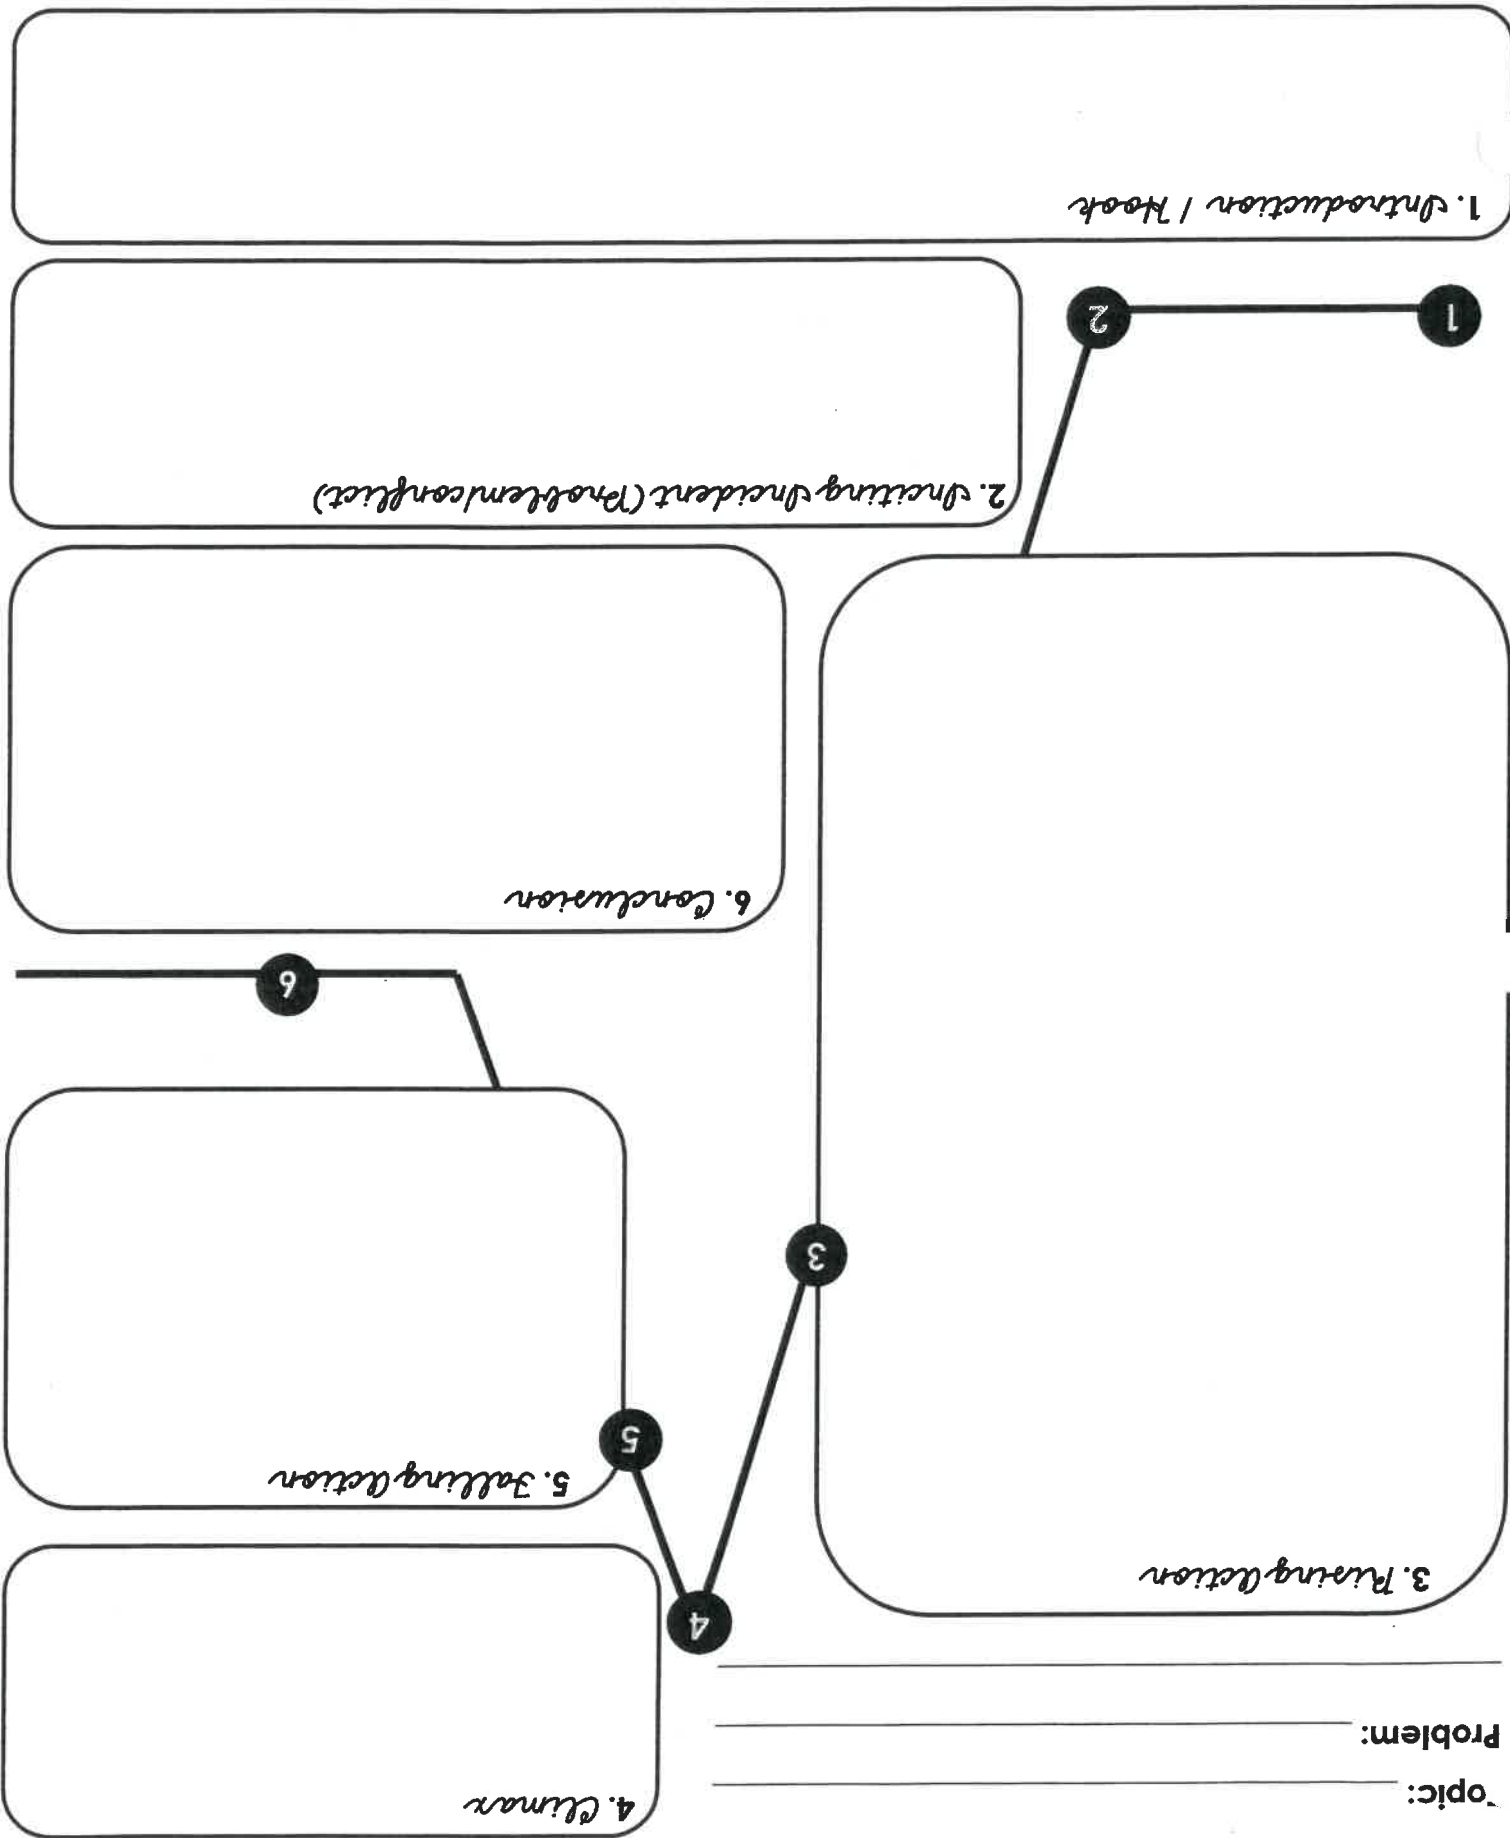 Topic:
Problem:
4. Climax
3. Rising Action
4
5. Falling Action
5
3
6
6. Conclusion
2. Inciting Incident (Problem/conflict)
1
2
1. Introduction / Hook